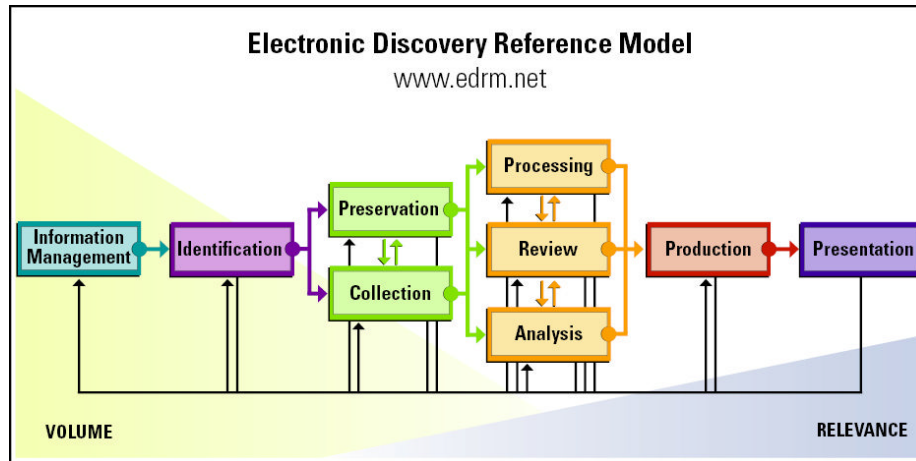 Electronic Discovery Reference Model
www.edrm.net
Information
Management
Identification
Preservation
Collection
Processing
Review
Analysis
Production
Presentation
VOLUME
RELEVANCE